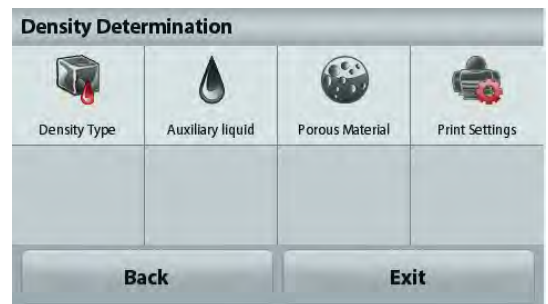 Density Determination
Density Type
Auxiliary liquid
Porous Material
Print Settings
Back
Exit